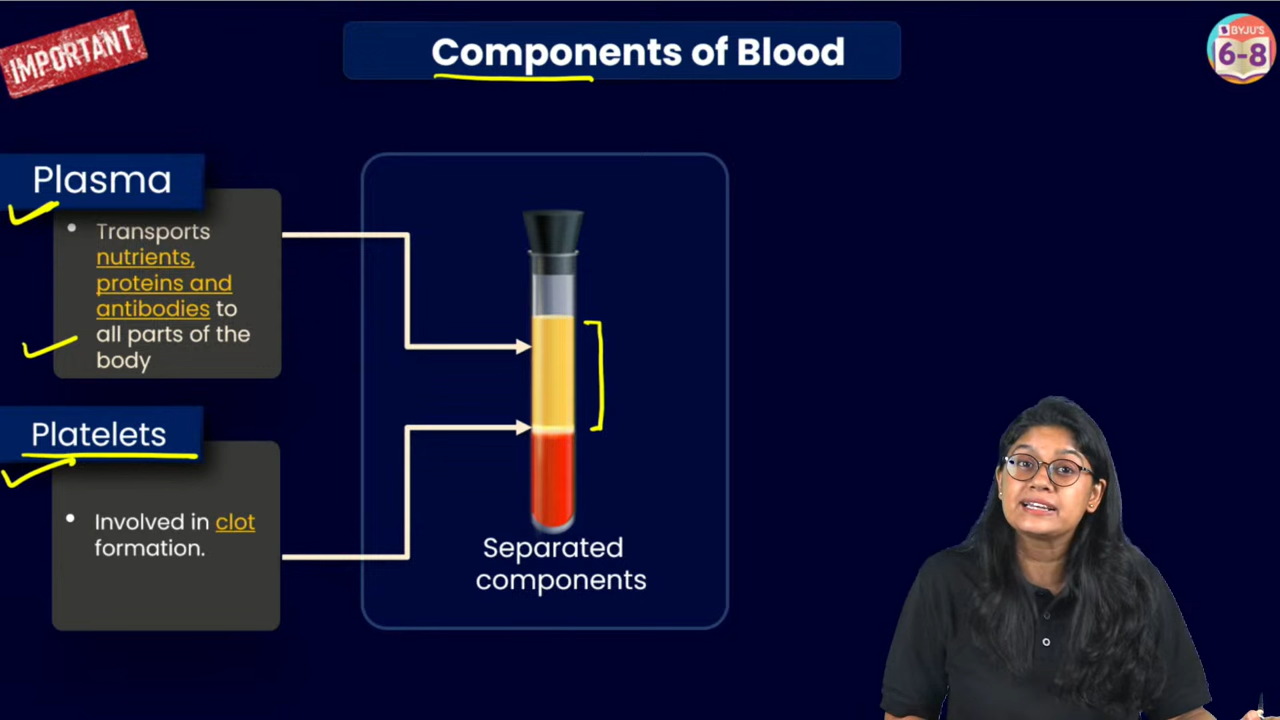 IMPORTANT
Components of Blood
BYJU'S
6-8
Plasma
• Transports
nutrients,
proteins and
antibodies to
all parts of the
body
Platelets
• Involved in clot
formation.
Separated
components